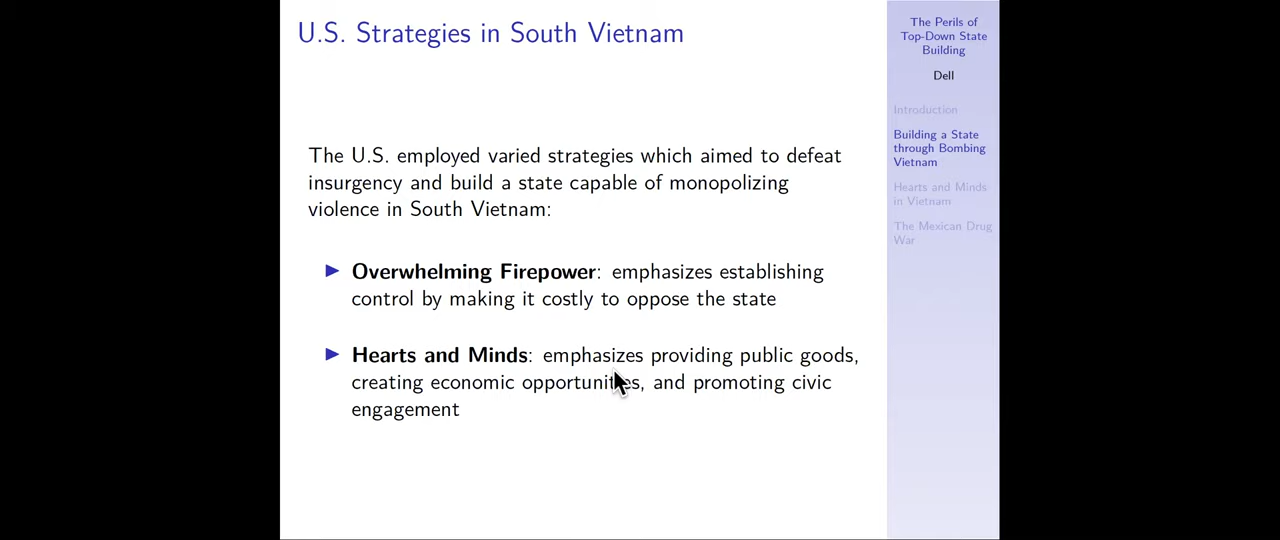 U.S. Strategies in South Vietnam
The U.S. employed varied strategies which aimed to defeat
insurgency and build a state capable of monopolizing
violence in South Vietnam:
Overwhelming Firepower: emphasizes establishing
control by making it costly to oppose the state
Hearts and Minds: emphasizes providing public goods,
creating economic opportunities, and promoting civic
engagement
The Perils of
Top-Down State
Building
Dell
Introduction
Building a State
through Bombing
Vietnam
Hearts and Minds
in Vietnam
The Mexican Drug
War